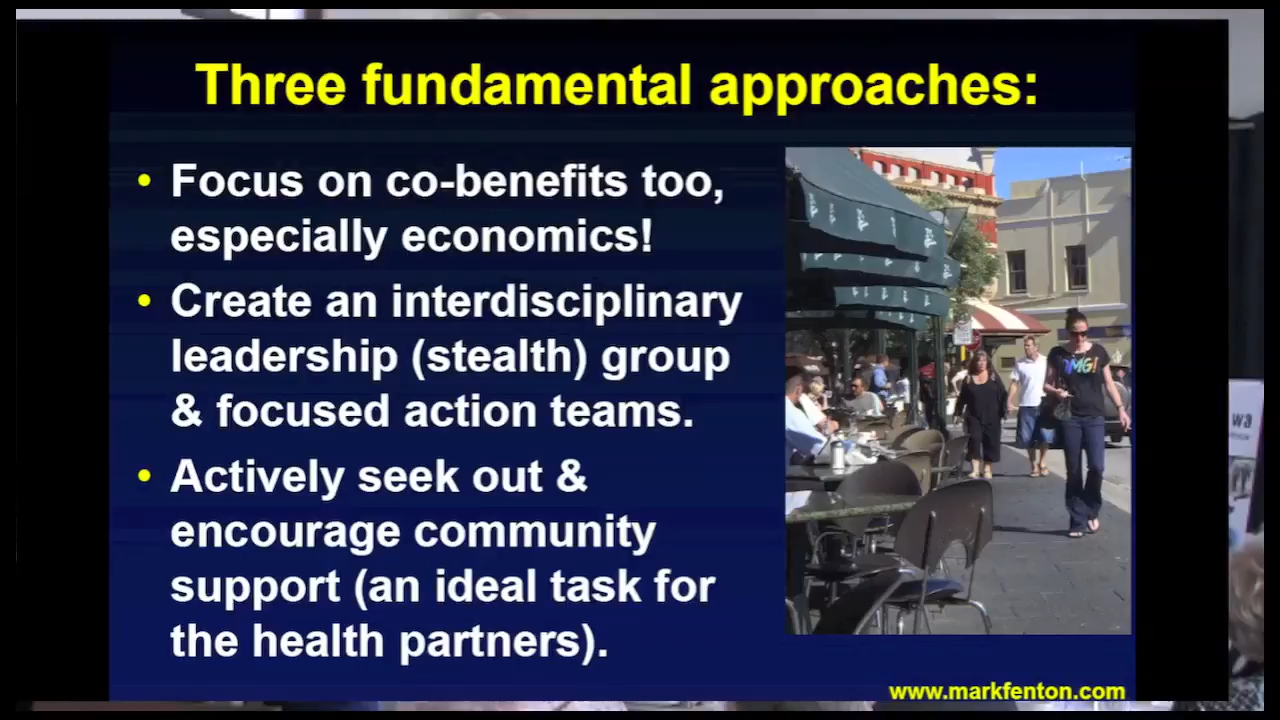 Three fundamental approaches:
• Focus on co-benefits too,
especially economics!
• Create an interdisciplinary
leadership (stealth) group
& focused action teams.
• Actively seek out &
encourage community
support (an ideal task for
the health partners).
OMG!
www.markfenton.com
wa